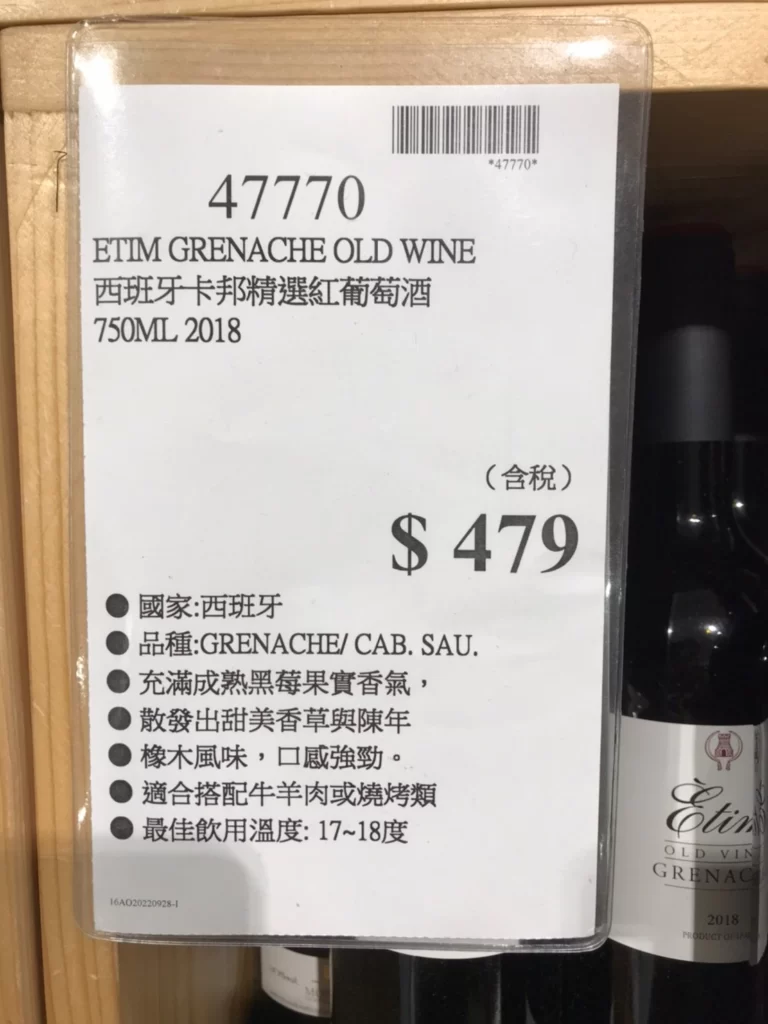 *47770*
47770
ETIM GRENACHE OLD WINE
西班牙卡邦精選紅葡萄酒
750ML 2018
（含稅）
$ 479
● 國家:西班牙
● 品種:GRENACHE/ CAB. SAU.
● 充滿成熟黑莓果實香氣，
● 散發出甜美香草與陳年
● 橡木風味，口感強勁。
● 適合搭配牛羊肉或燒烤類
● 最佳飲用溫度: 17~18度
16AO20220928-1
Ètim
OLD VIN
GRENAC
2018
PRODUCT OF